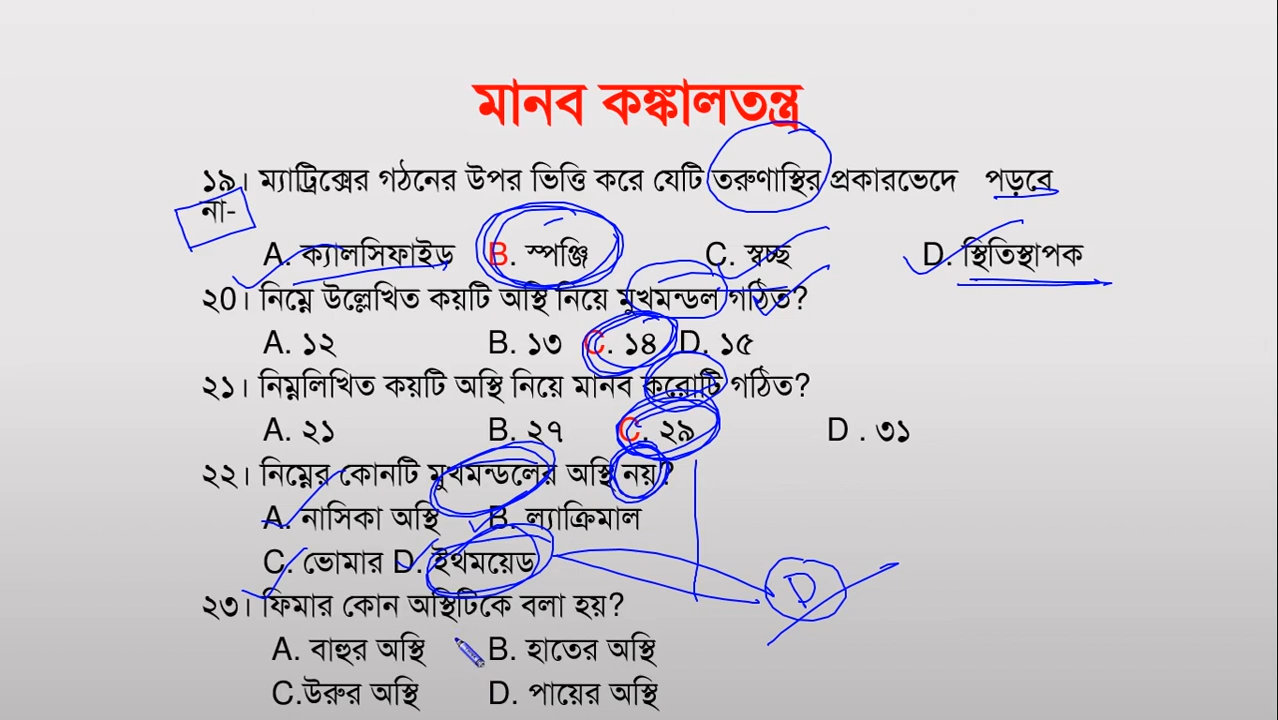 মানব কঙ্কালতন্ত্র
১৯। ম্যাট্রিক্সের গঠনের উপর ভিত্তি করে যেটি তরুণাস্থির প্রকারভেদে পড়বে
না-
A. ক্যালসিফাইড B. স্পঞ্জি C. স্বচ্ছ D. স্থিতিস্থাপক
২0। নিম্নে উল্লেখিত কয়টি অস্থি নিয়ে মুখমন্ডল গঠিত?
A. ১২ B. ১৩ C. ১৪ D. ১৫
২১। নিম্নলিখিত কয়টি অস্থি নিয়ে মানব করোটি গঠিত?
A. ২১ B. ২৭ C. ২৯ D . ৩১
২২। নিম্নের কোনটি মুখমন্ডলের অস্থি নয়?
A. নাসিকা অস্থি B. ল্যাক্রিমাল
C. ভোমার D. ইথময়েড
D
২৩। ফিমার কোন অস্থিটিকে বলা হয়?
A. বাহুর অস্থি B. হাতের অস্থি
C.উরুর অস্থি D. পায়ের অস্থি